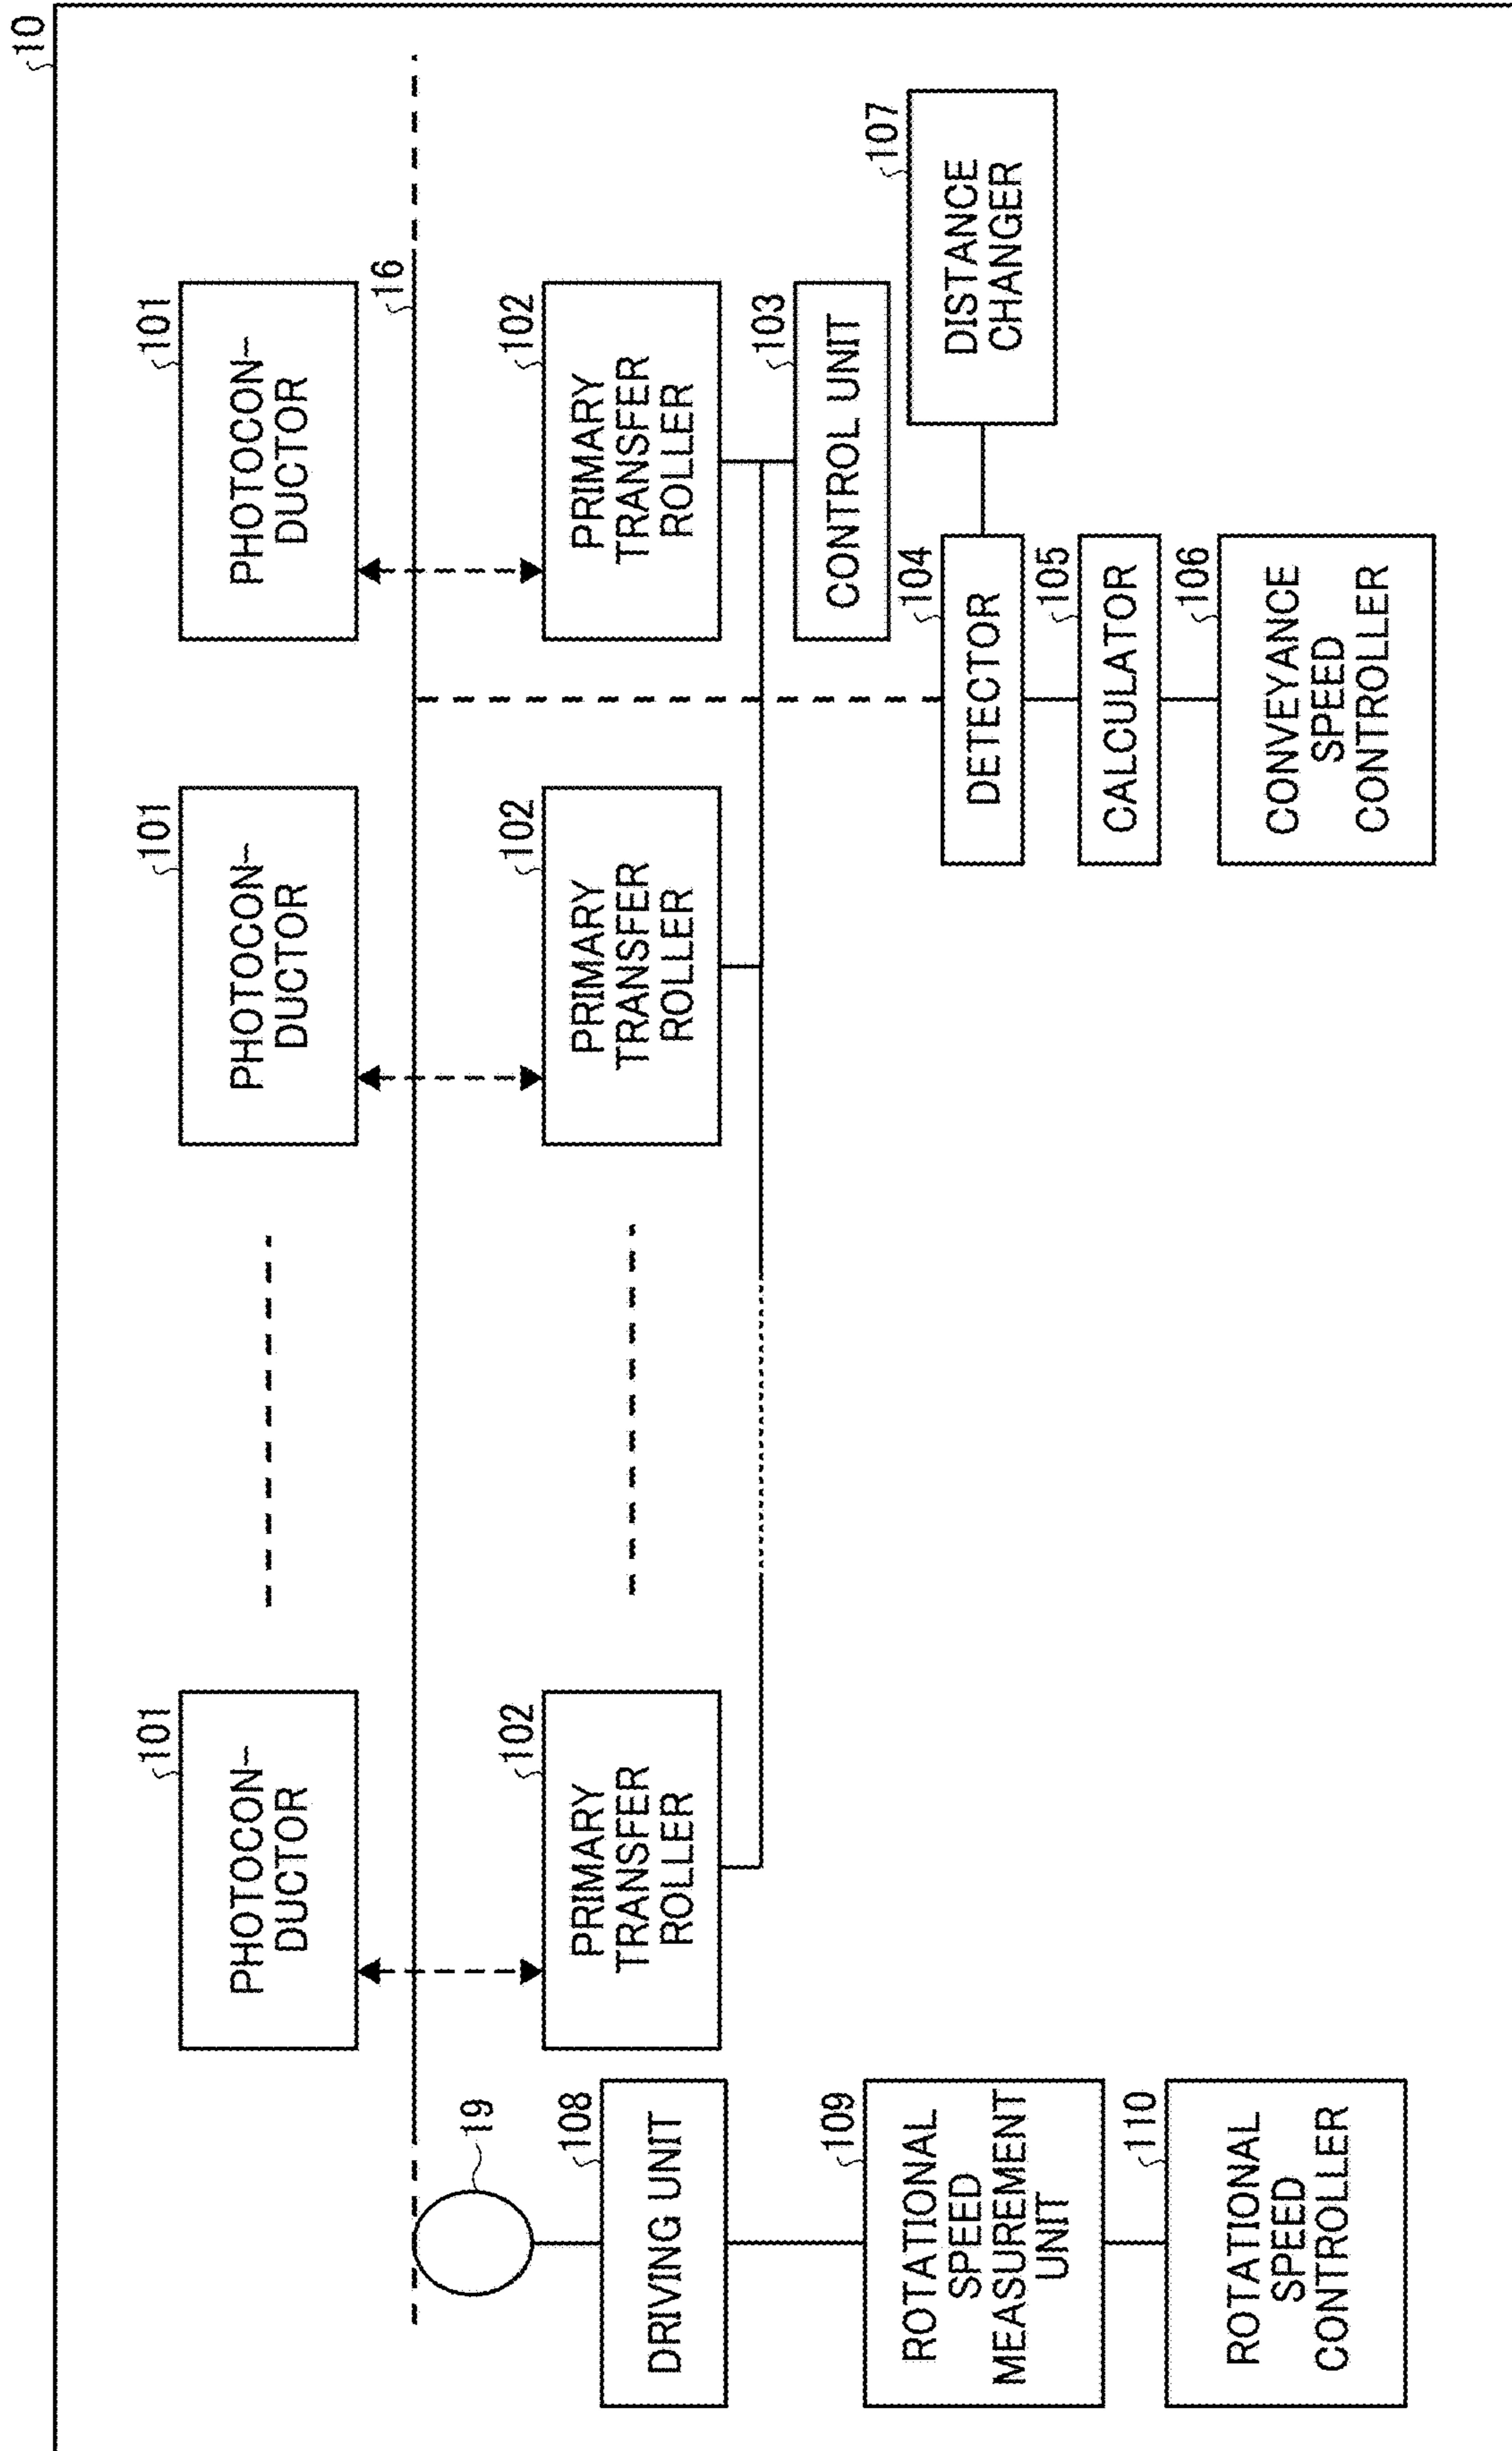 10
101
PHOTOCON-
DUCTOR
101
PHOTOCON-
DUCTOR
101
PHOTOCON-
DUCTOR
16
19
102
PRIMARY
TRANSFER
ROLLER
102
PRIMARY
TRANSFER
ROLLER
102
PRIMARY
TRANSFER
ROLLER
108
DRIVING UNIT
103
CONTROL UNIT
109
ROTATIONAL
SPEED
MEASUREMENT
UNIT
104
DETECTOR
107
DISTANCE
CHANGER
105
CALCULATOR
110
ROTATIONAL
SPEED
CONTROLLER
106
CONVEYANCE
SPEED
CONTROLLER